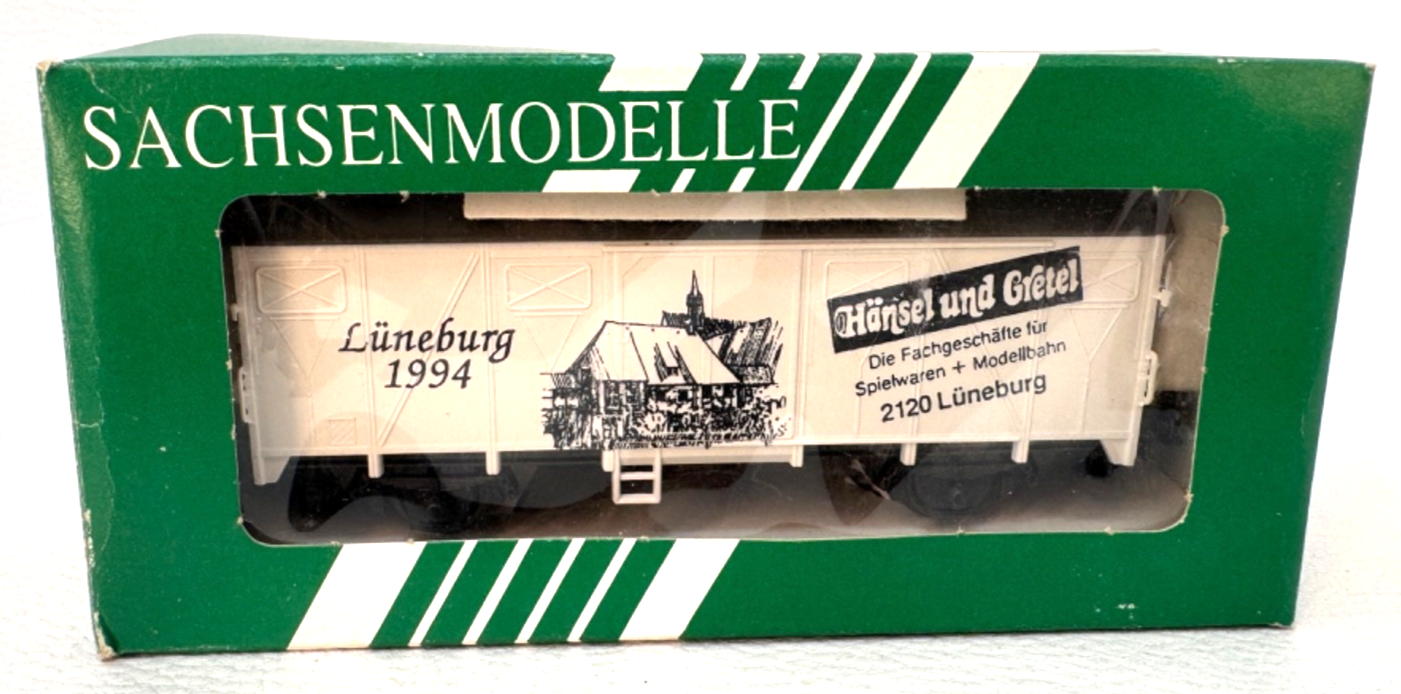 SACHSENMODELLE
Lüneburg
1994
Hänsel und Gretel
Die Fachgeschäfte für
Spielwaren + Modellbahn
2120 Lüneburg